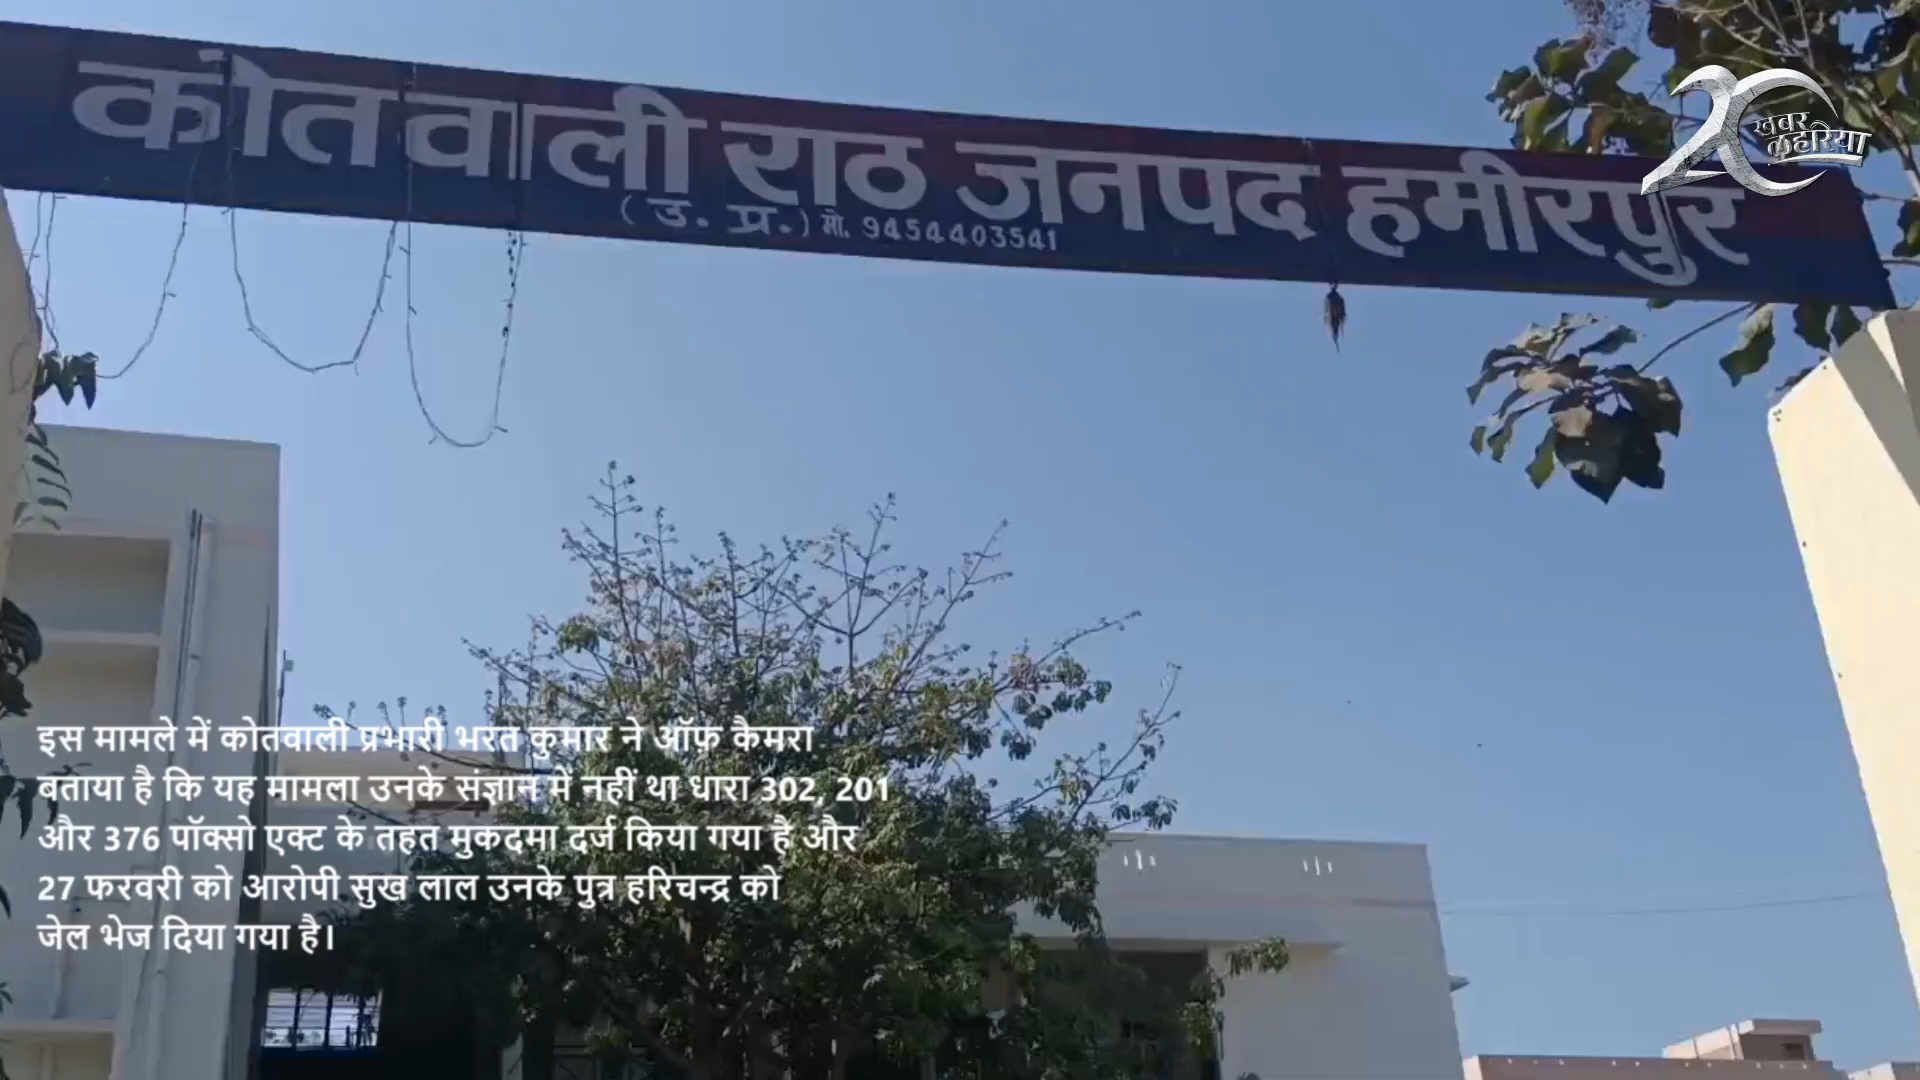 कोतवाली राठ जनपद हमीरपुर
(उ. प्र.) मो. 9454403541
20
खबर
लहरिया
इस मामले में कोतवाली प्रभारी भरत कुमार ने ऑफ़ कैमरा
बताया है कि यह मामला उनके संज्ञान में नहीं था धारा 302, 201
और 376 पॉक्सो एक्ट के तहत मुकदमा दर्ज किया गया है और
27 फरवरी को आरोपी सुख लाल उनके पुत्र हरिचन्द्र को
जेल भेज दिया गया है।